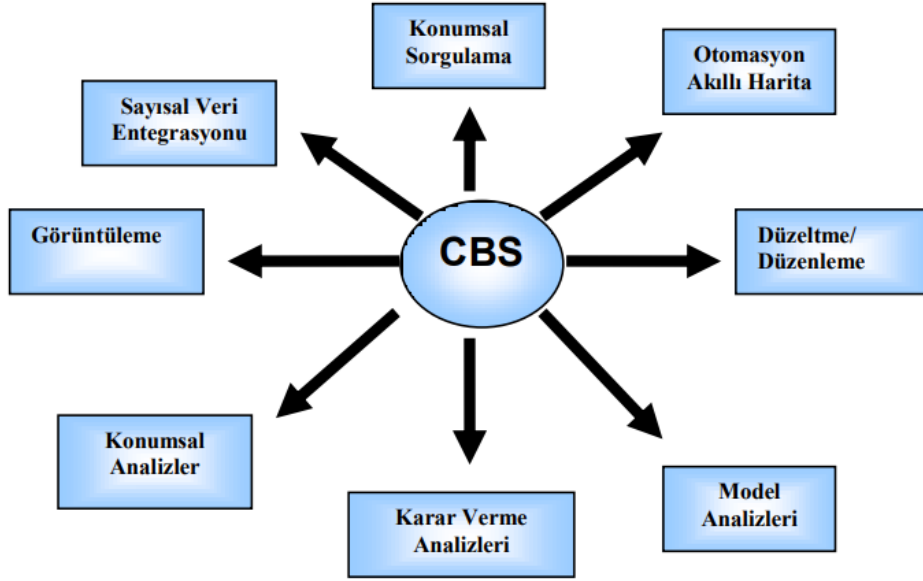 Konumsal
Sorgulama
Otomasyon
Akıllı Harita
Sayısal Veri
Entegrasyonu
Görüntüleme
CBS
Düzeltme/
Düzenleme
Konumsal
Analizler
Karar Verme
Analizleri
Model
Analizleri